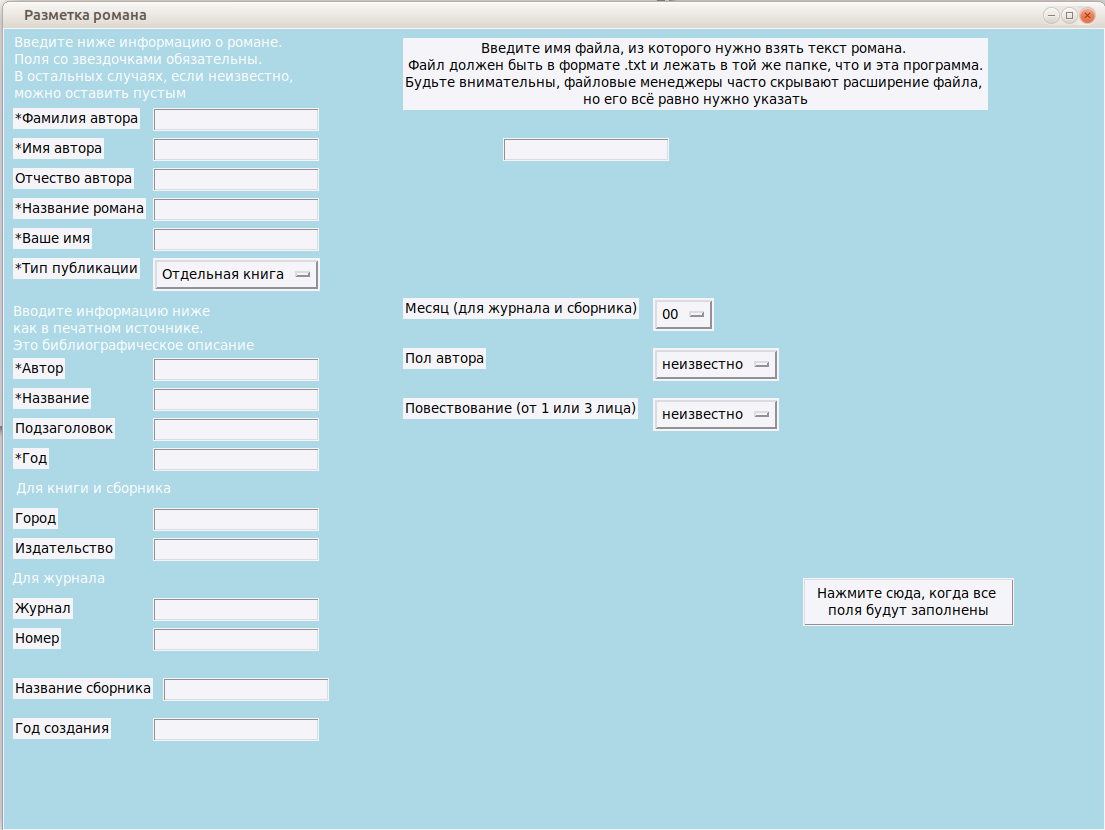 Разметка романа
Введите ниже информацию о романе.
Поля со звездочками обязательны.
В остальных случаях, если неизвестно,
можно оставить пустым
*Фамилия автора
*Имя автора
Отчество автора
*Название романа
*Ваше имя
*Тип публикации
Отдельная книга
Вводите информацию ниже
как в печатном источнике.
Это библиографическое описание
*Автор
*Название
Подзаголовок
*Год
Для книги и сборника
Город
Издательство
Для журнала
Журнал
Номер
Название сборника
Год создания
Введите имя файла, из которого нужно взять текст романа.
Файл должен быть в формате .txt и лежать в той же папке, что и эта программа.
Будьте внимательны, файловые менеджеры часто скрывают расширение файла,
но его всё равно нужно указать
Месяц (для журнала и сборника)
00
Пол автора
неизвестно
Повествование (от 1 или 3 лица)
неизвестно
Нажмите сюда, когда все
поля будут заполнены